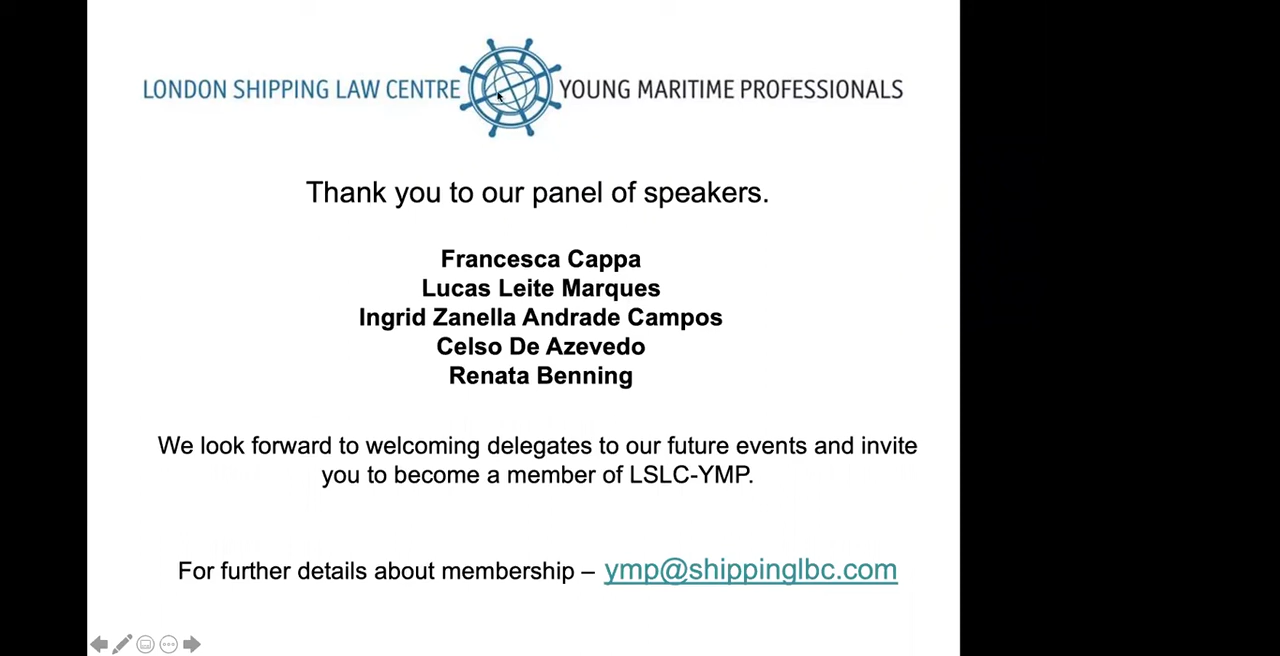 LONDON SHIPPING LAW CENTRE YOUNG MARITIME PROFESSIONALS
Thank you to our panel of speakers.
Francesca Cappa
Lucas Leite Marques
Ingrid Zanella Andrade Campos
Celso De Azevedo
Renata Benning
We look forward to welcoming delegates to our future events and invite
you to become a member of LSLC-YMP.
For further details about membership – ymp@shippinglbc.com